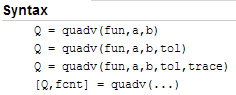 Syntax
Q = quadv(fun,a,b)
Q = quadv(fun,a,b,tol)
Q = quadv(fun,a,b,tol,trace)
[Q,fcnt] = quadv(...)